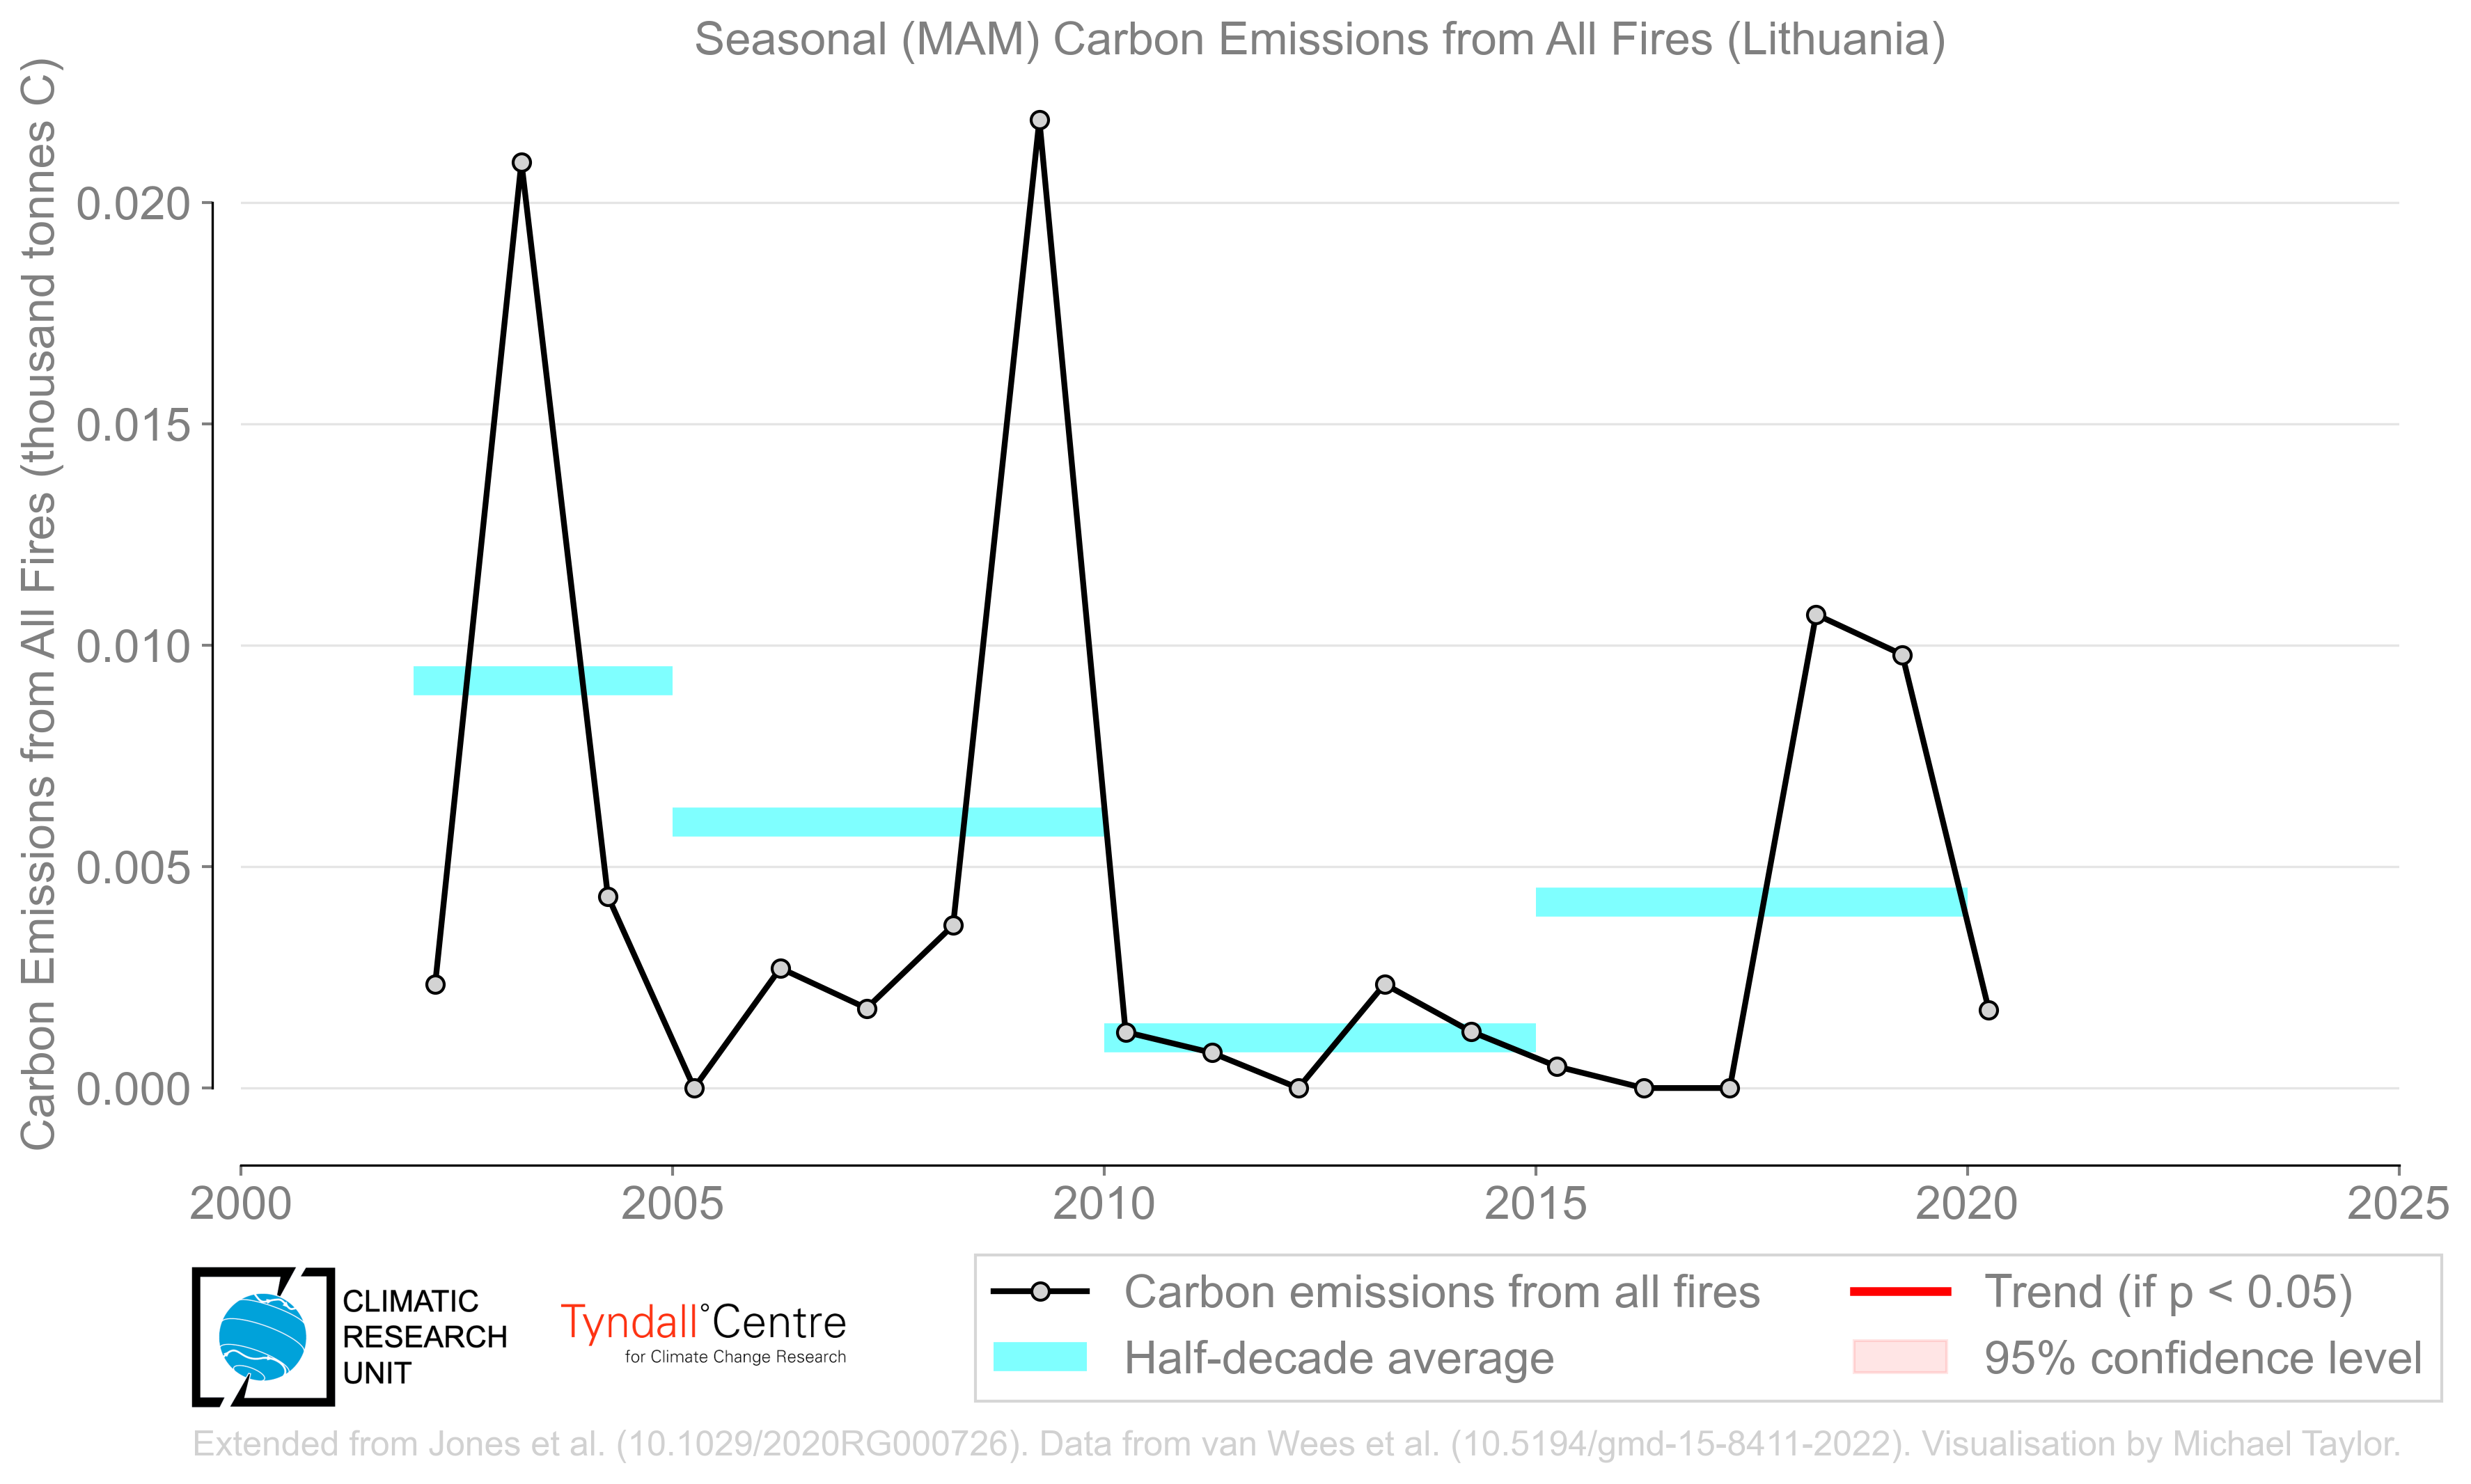 Seasonal (MAM) Carbon Emissions from All Fires (Lithuania)
Carbon Emissions from All Fires (thousand tonnes C)
0.020
0.015
0.010
0.005
0.000
2000 2005 2010 2015 2020 2025
CLIMATIC
RESEARCH
UNIT
Tyndall°Centre
for Climate Change Research
Carbon emissions from all fires
Half-decade average
Trend (if p < 0.05)
95% confidence level
Extended from Jones et al. (10.1029/2020RG000726). Data from van Wees et al. (10.5194/gmd-15-8411-2022). Visualisation by Michael Taylor.